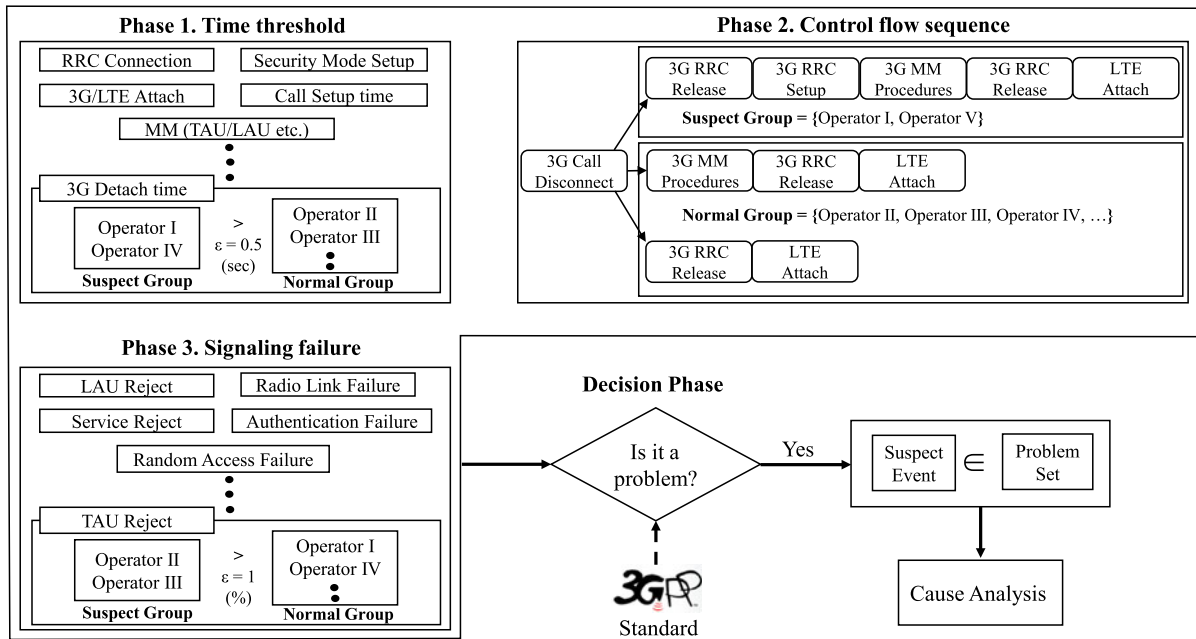 Phase 1. Time threshold
RRC Connection
Security Mode Setup
3G/LTE Attach
Call Setup time
MM (TAU/LAU etc.)
3G Detach time
Operator I
Operator IV
Suspect Group
>
ε = 0.5
(sec)
Operator II
Operator III
Normal Group
Phase 2. Control flow sequence
3G RRC
Release
3G RRC
Setup
3G MM
Procedures
3G RRC
Release
LTE
Attach
Suspect Group = {Operator I, Operator V}
3G Call
Disconnect
3G MM
Procedures
3G RRC
Release
LTE
Attach
Normal Group = {Operator II, Operator III, Operator IV, …}
3G RRC
Release
LTE
Attach
Phase 3. Signaling failure
LAU Reject
Radio Link Failure
Service Reject
Authentication Failure
Random Access Failure
TAU Reject
Operator II
Operator III
Suspect Group
>
ε = 1
(%)
Operator I
Operator IV
Normal Group
Decision Phase
Is it a
problem?
Yes
Suspect
Event
∈
Problem
Set
3GPP
Standard
Cause Analysis